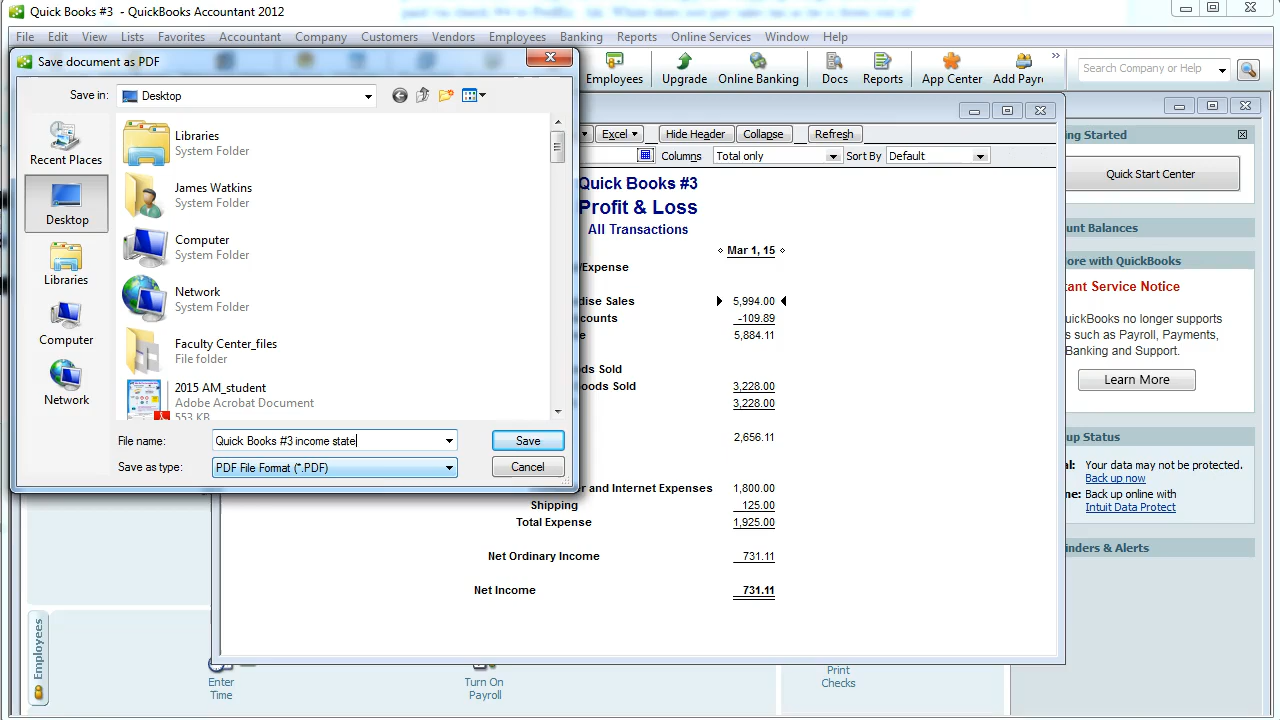 Quick Books #3 - QuickBooks Accountant 2012
File Edit View Lists Favorites Accountant Company Customers Vendors Employees Banking Reports Online Services Window Help
Save document as PDF
Employees Upgrade Online Banking Docs Reports App Center Add Payr
Search Company or Help
Save in: Desktop
Recent Places
Desktop
Libraries
Computer
Network
Libraries
System Folder
James Watkins
System Folder
Computer
System Folder
Network
System Folder
Faculty Center_files
File folder
2015 AM_student
Adobe Acrobat Document
553 KB
File name: Quick Books #3 income state
Save
Save as type: PDF File Format (*.PDF)
Cancel
Excel Hide Header Collapse Refresh
Columns Total only Sort By Default
Quick Books #3
Profit & Loss
All Transactions
Mar 1, 15
/Expense
dise Sales 5,994.00
counts -109.89
e 5,884.11
ds Sold
oods Sold 3,228.00
3,228.00
2,656.11
r and Internet Expenses 1,800.00
Shipping 125.00
Total Expense 1,925.00
Net Ordinary Income 731.11
Net Income 731.11
ng Started
Quick Start Center
unt Balances
ore with QuickBooks
tant Service Notice
uickBooks no longer supports
s such as Payroll, Payments,
Banking and Support.
Learn More
up Status
al: Your data may not be protected.
Back up now
ne: Back up online with
Intuit Data Protect
inders & Alerts
Employees
Enter
Time
Turn On
Payroll
Print
Checks